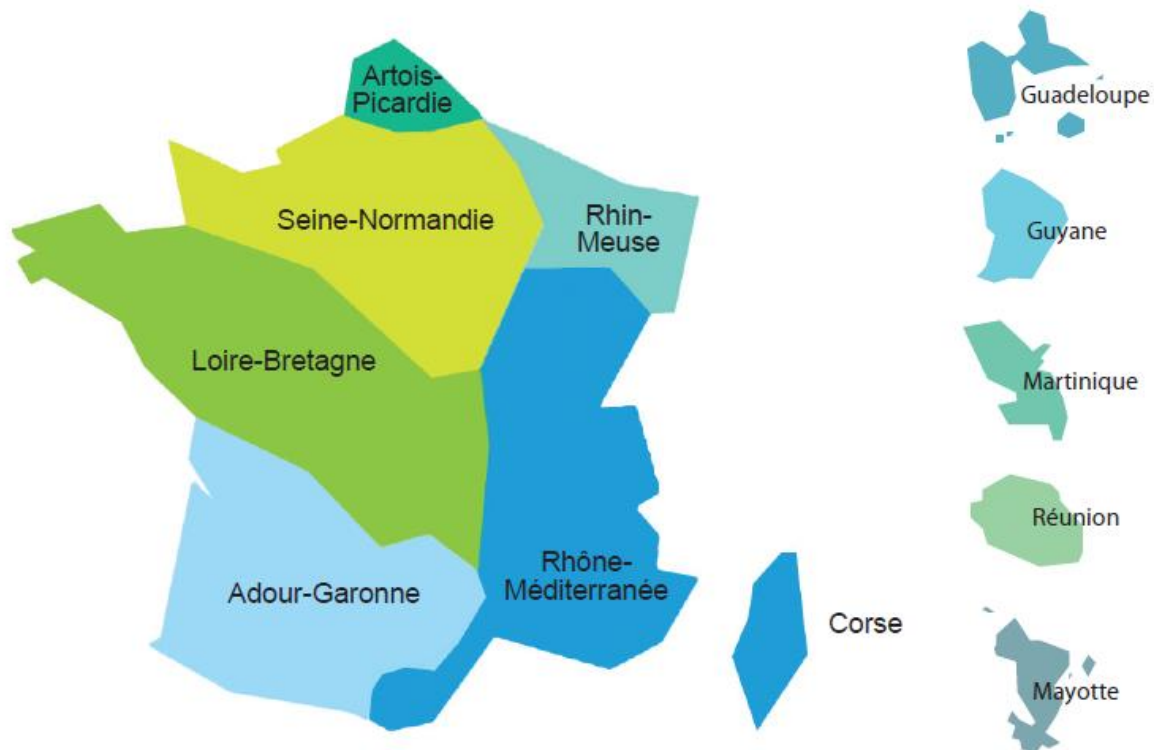 Artois-
Picardie
Seine-Normandie
Rhin-
Meuse
Loire-Bretagne
Adour-Garonne
Rhône-
Méditerranée
Corse
Guadeloupe
Guyane
Martinique
Réunion
Mayotte